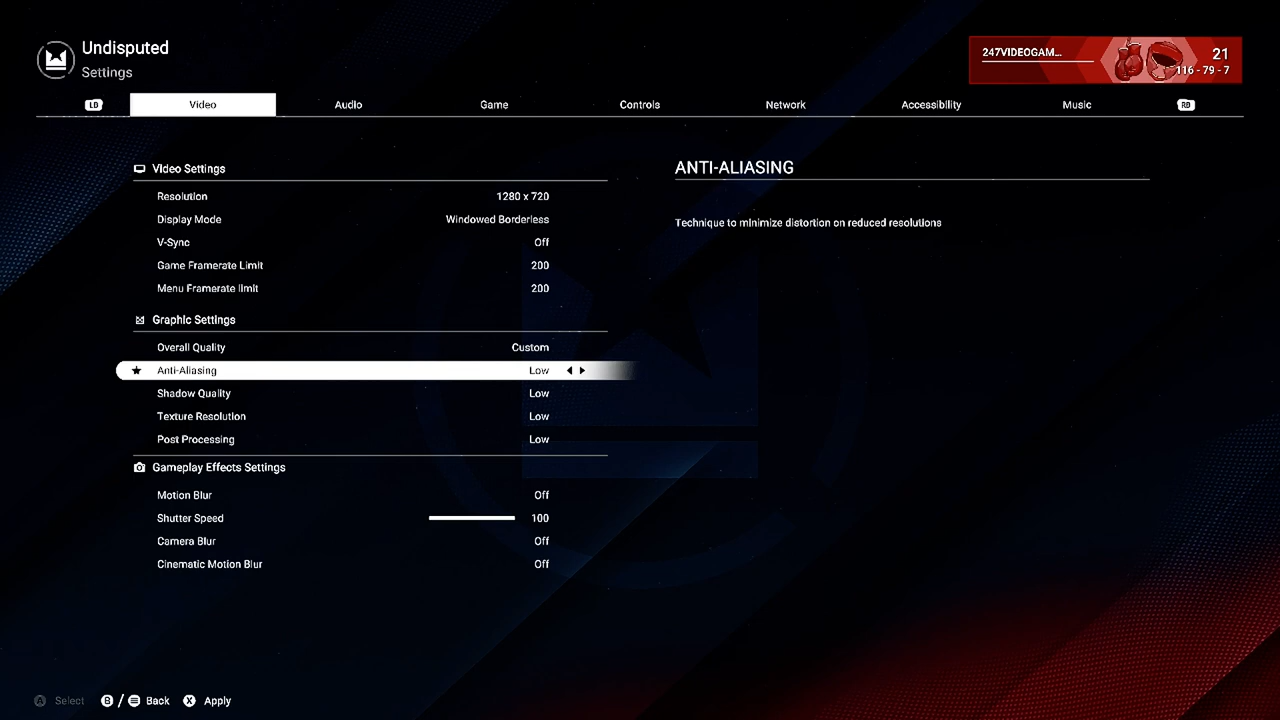 Undisputed
Settings
247VIDEOGAM...
21
116 - 79 - 7
LB Video Audio Game Controls Network Accessibility Music RB
Video Settings
Resolution 1280 x 720
Display Mode Windowed Borderless
V-Sync Off
Game Framerate Limit 200
Menu Framerate limit 200
Graphic Settings
Overall Quality Custom
Anti-Aliasing Low
Shadow Quality Low
Texture Resolution Low
Post Processing Low
Gameplay Effects Settings
Motion Blur Off
Shutter Speed 100
Camera Blur Off
Cinematic Motion Blur Off
ANTI-ALIASING
Technique to minimize distortion on reduced resolutions
A Select B / Back X Apply